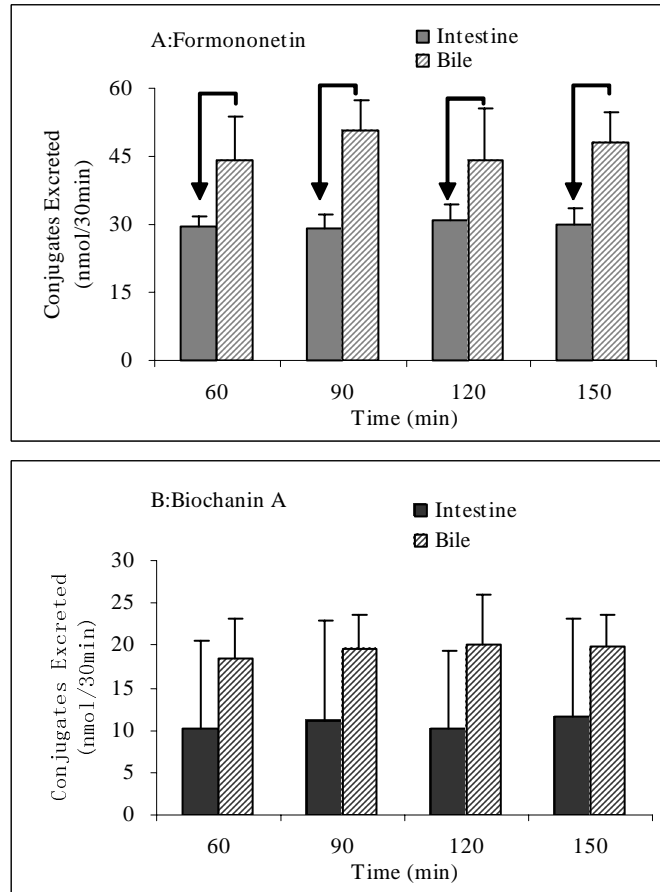 A:Formononetin
Intestine
Bile
Conjugates Excreted
(nmol/30min)
60
45
30
15
0
60 90 120 150
Time (min)
B:Biochanin A
Intestine
Bile
Conjugates Excreted
(nmol/30min)
30
25
20
15
10
5
0
60 90 120 150
Time (min)